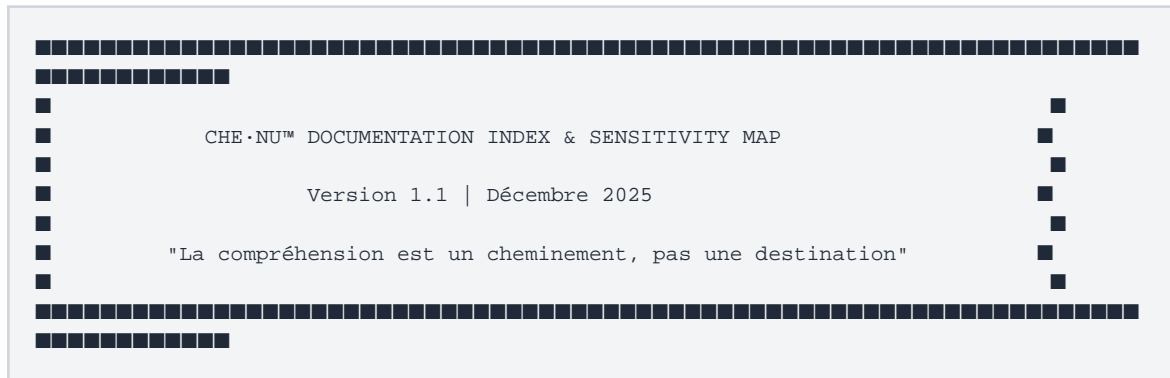 CHE·NU™ DOCUMENTATION INDEX & SENSITIVITY MAP
Version 1.1 | Décembre 2025
"La compréhension est un cheminement, pas une destination"